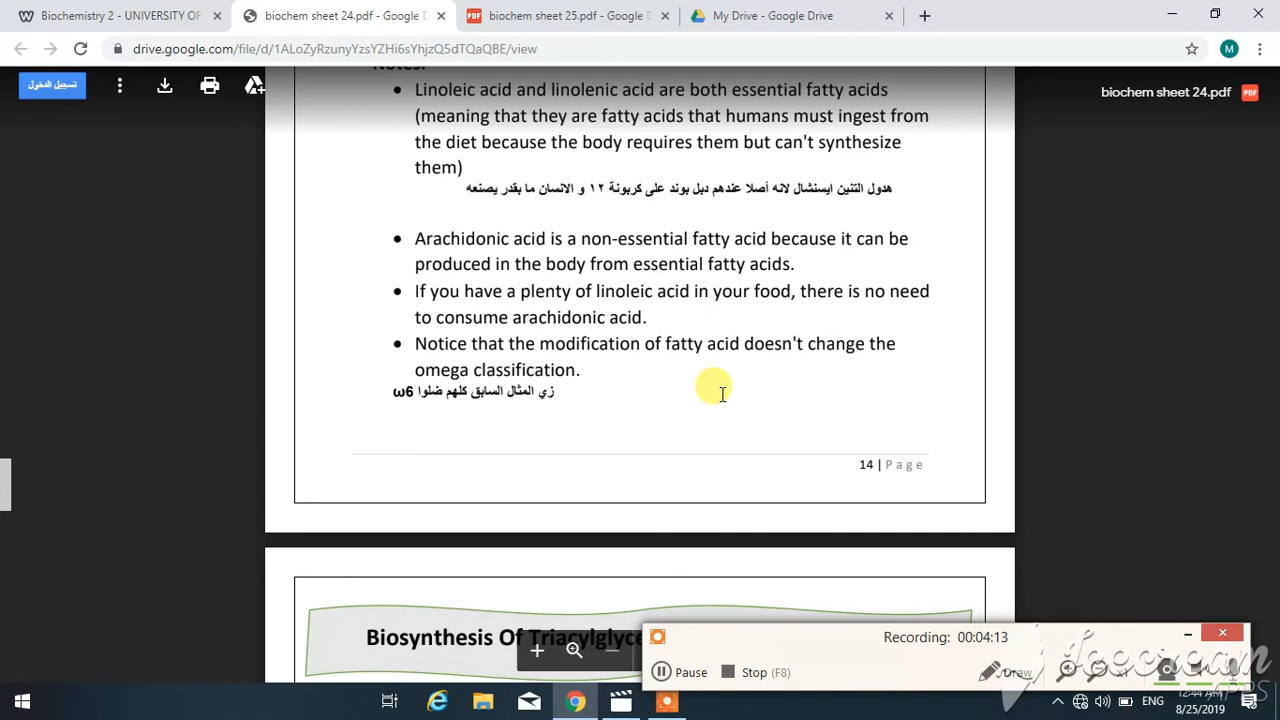 Biochemistry 2 - UNIVERSITY OF
biochem sheet 24.pdf - Google D
biochem sheet 25.pdf - Google D
My Drive - Google Drive
drive.google.com/file/d/1ALoZyRzunyYzsYZHi6sYhjzQ5dTQaQBE/view
M
تسجيل الدخول
biochem sheet 24.pdf
PDF
Notes:
• Linoleic acid and linolenic acid are both essential fatty acids
(meaning that they are fatty acids that humans must ingest from
the diet because the body requires them but can't synthesize
them)
هدول التنين ايسنشال لانه أصلا عندهم دبل بوند على كربونة ١٢ و الانسان ما بقدر يصنعه
• Arachidonic acid is a non-essential fatty acid because it can be
produced in the body from essential fatty acids.
• If you have a plenty of linoleic acid in your food, there is no need
to consume arachidonic acid.
• Notice that the modification of fatty acid doesn't change the
omega classification.
زي المثال السابق كلهم ضلوا ω6
14 | Page
Biosynthesis Of Triacylglyce
Recording: 00:04:13
Pause
Stop (F8)
Draw
Icecream
APPS
ENG
12:44 AM
8/25/2019